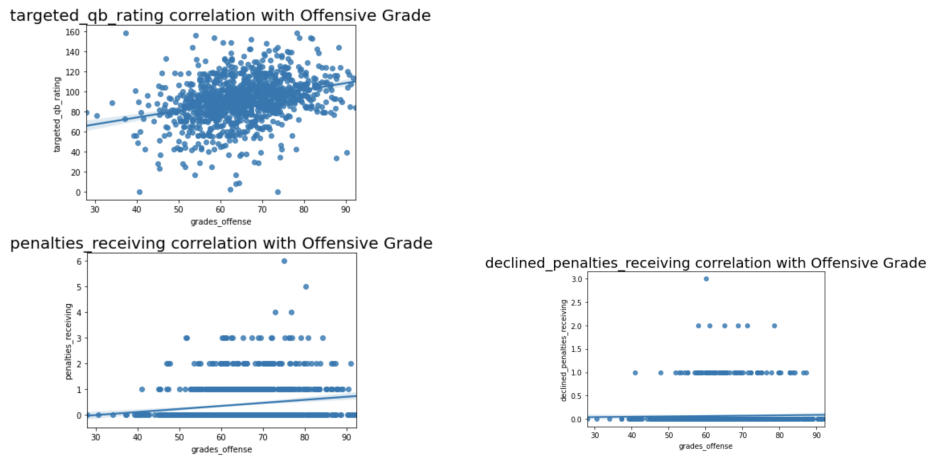 targeted_qb_rating correlation with Offensive Grade
160
140
120
100
80
60
40
20
0
targeted_qb_rating
30 40 50 60 70 80 90
grades_offense
penalties_receiving correlation with Offensive Grade
6
5
4
3
2
1
0
penalties_receiving
30 40 50 60 70 80 90
grades_offense
declined_penalties_receiving correlation with Offensive Grade
3.0
2.5
2.0
1.5
1.0
0.5
0.0
declined_penalties_receiving
30 40 50 60 70 80 90
grades_offense